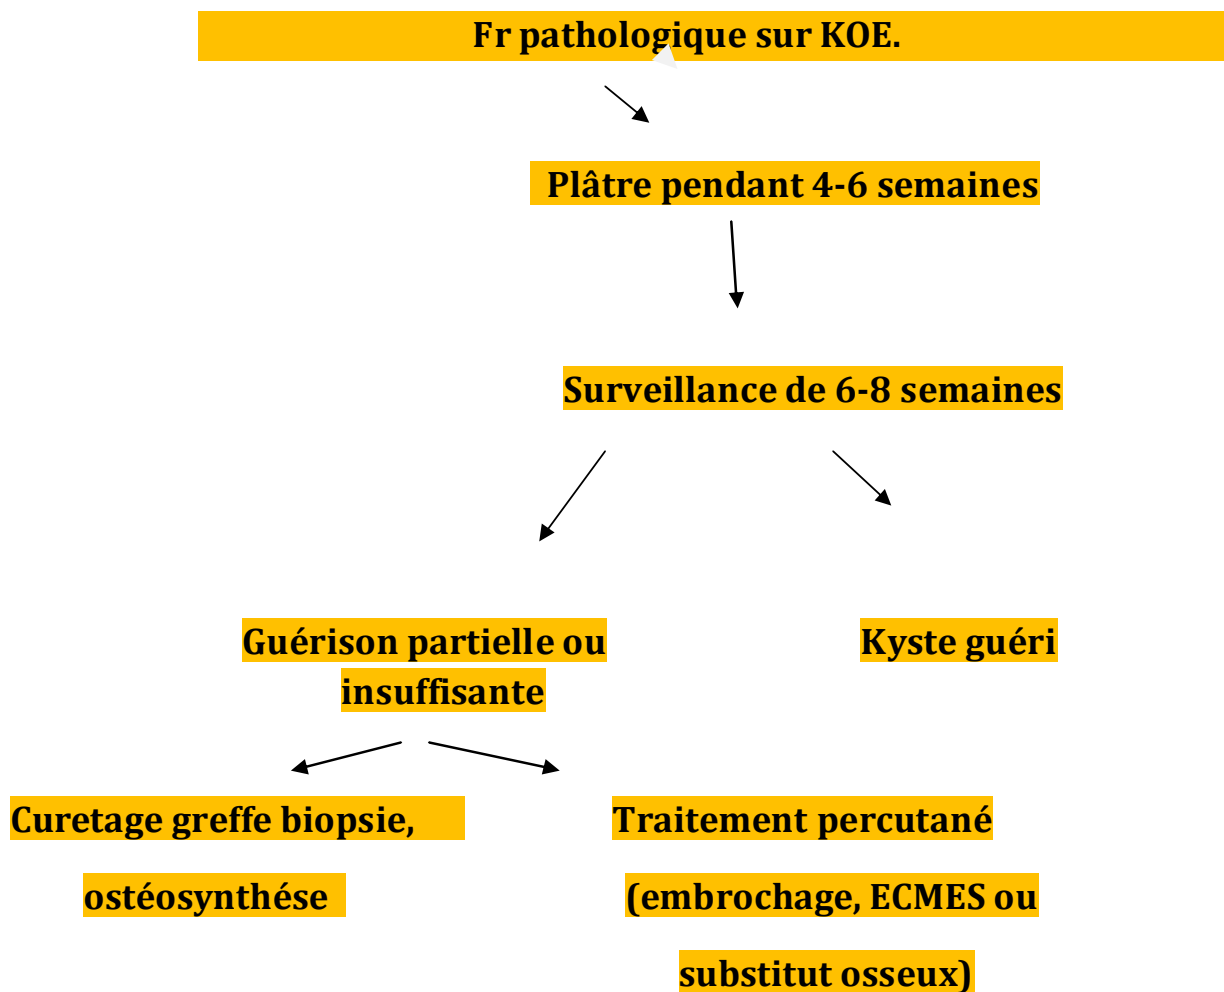 Fr pathologique sur KOE.
Plâtre pendant 4-6 semaines
Surveillance de 6-8 semaines
Guérison partielle ou
insuffisante
Kyste guéri
Curetage greffe biopsie,
ostéosynthése
Traitement percutané
(embrochage, ECMES ou
substitut osseux)